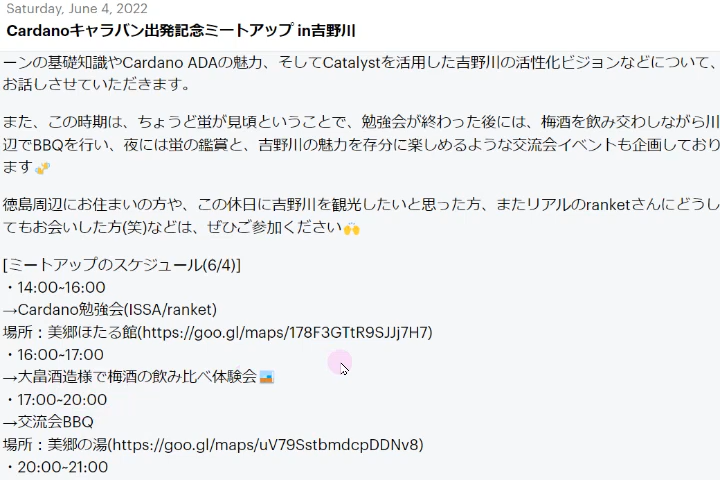 Saturday, June 4, 2022
Cardanoキャラバン出発記念ミートアップ in吉野川
ーンの基礎知識やCardano ADAの魅力、そしてCatalystを活用した吉野川の活性化ビジョンなどについて、
お話しさせていただきます。
また、この時期は、ちょうど蛍が見頃ということで、勉強会が終わった後には、梅酒を飲み交わしながら川
辺でBBQを行い、夜には蛍の鑑賞と、吉野川の魅力を存分に楽しめるような交流会イベントも企画しており
ます
徳島周辺にお住まいの方や、この休日に吉野川を観光したいと思った方、またリアルのranketさんにどうし
てもお会いした方(笑)などは、ぜひご参加ください🙌
[ミートアップのスケジュール(6/4)]
・14:00~16:00
→Cardano勉強会(ISSA/ranket)
場所：美郷ほたる館(https://goo.gl/maps/178F3GTtR9SJJj7H7)
・16:00~17:00
→大畠酒造様で梅酒の飲み比べ体験会
・17:00~20:00
→交流会BBQ
場所：美郷の湯(https://goo.gl/maps/uV79SstbmdcpDDNv8)
・20:00~21:00